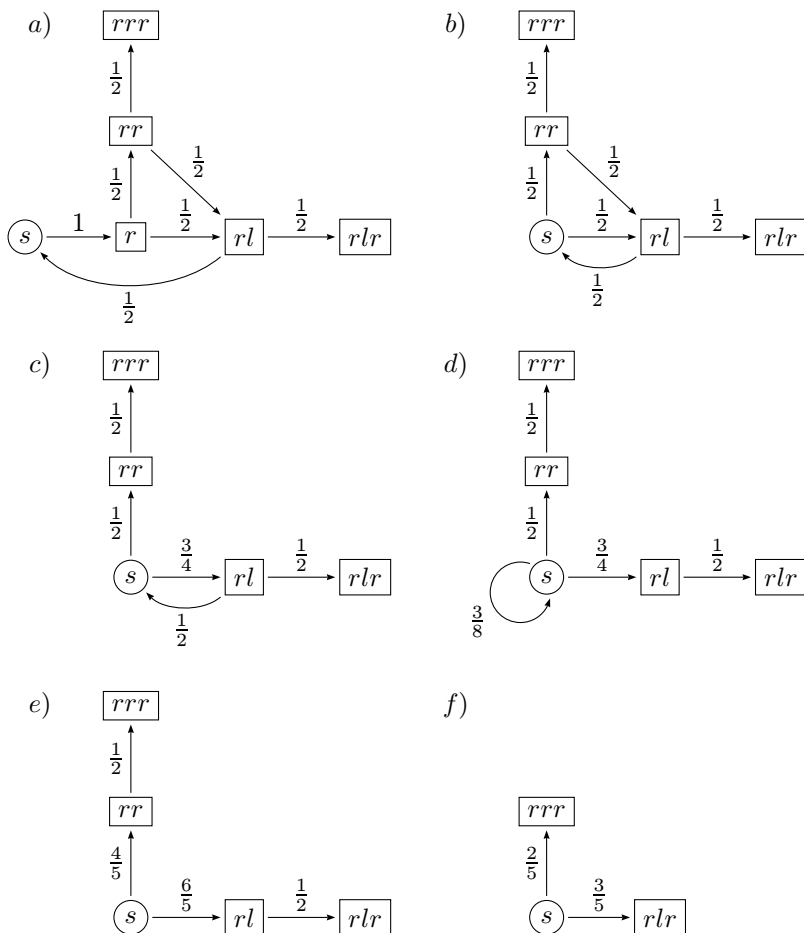 a) rrr b) rrr
1/2 1/2
rr rr
1/2 1/2 1/2 1/2
s 1 r 1/2 rl 1/2 rlr s 1/2 rl 1/2 rlr
1/2 1/2
c) rrr d) rrr
1/2 1/2
rr rr
1/2 1/2
s 3/4 rl 1/2 rlr s 3/4 rl 1/2 rlr
1/2 3/8
e) rrr f)
1/2
rr rrr
4/5 2/5
s 6/5 rl 1/2 rlr s 3/5 rlr